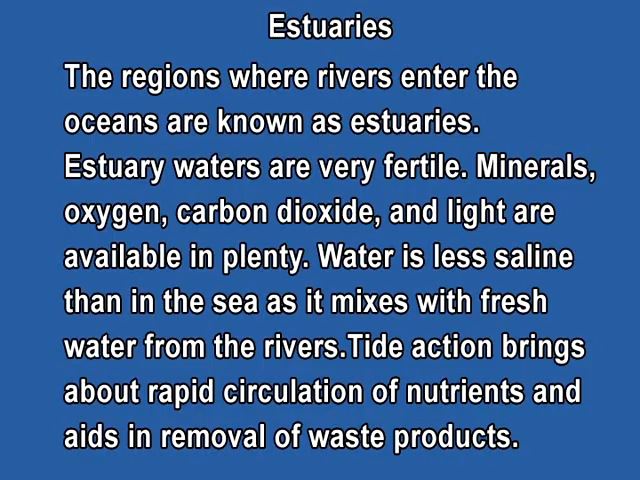 Estuaries
The regions where rivers enter the
oceans are known as estuaries.
Estuary waters are very fertile. Minerals,
oxygen, carbon dioxide, and light are
available in plenty. Water is less saline
than in the sea as it mixes with fresh
water from the rivers.Tide action brings
about rapid circulation of nutrients and
aids in removal of waste products.